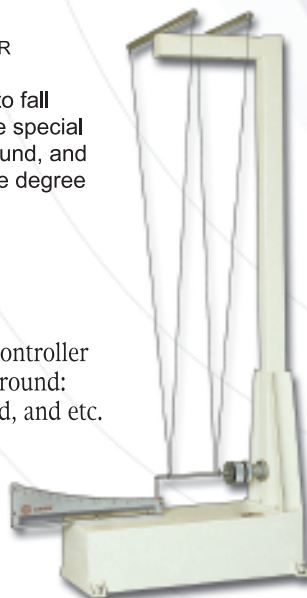 R
to fall
e special
und, and
e degree
ontroller
round:
d, and etc.